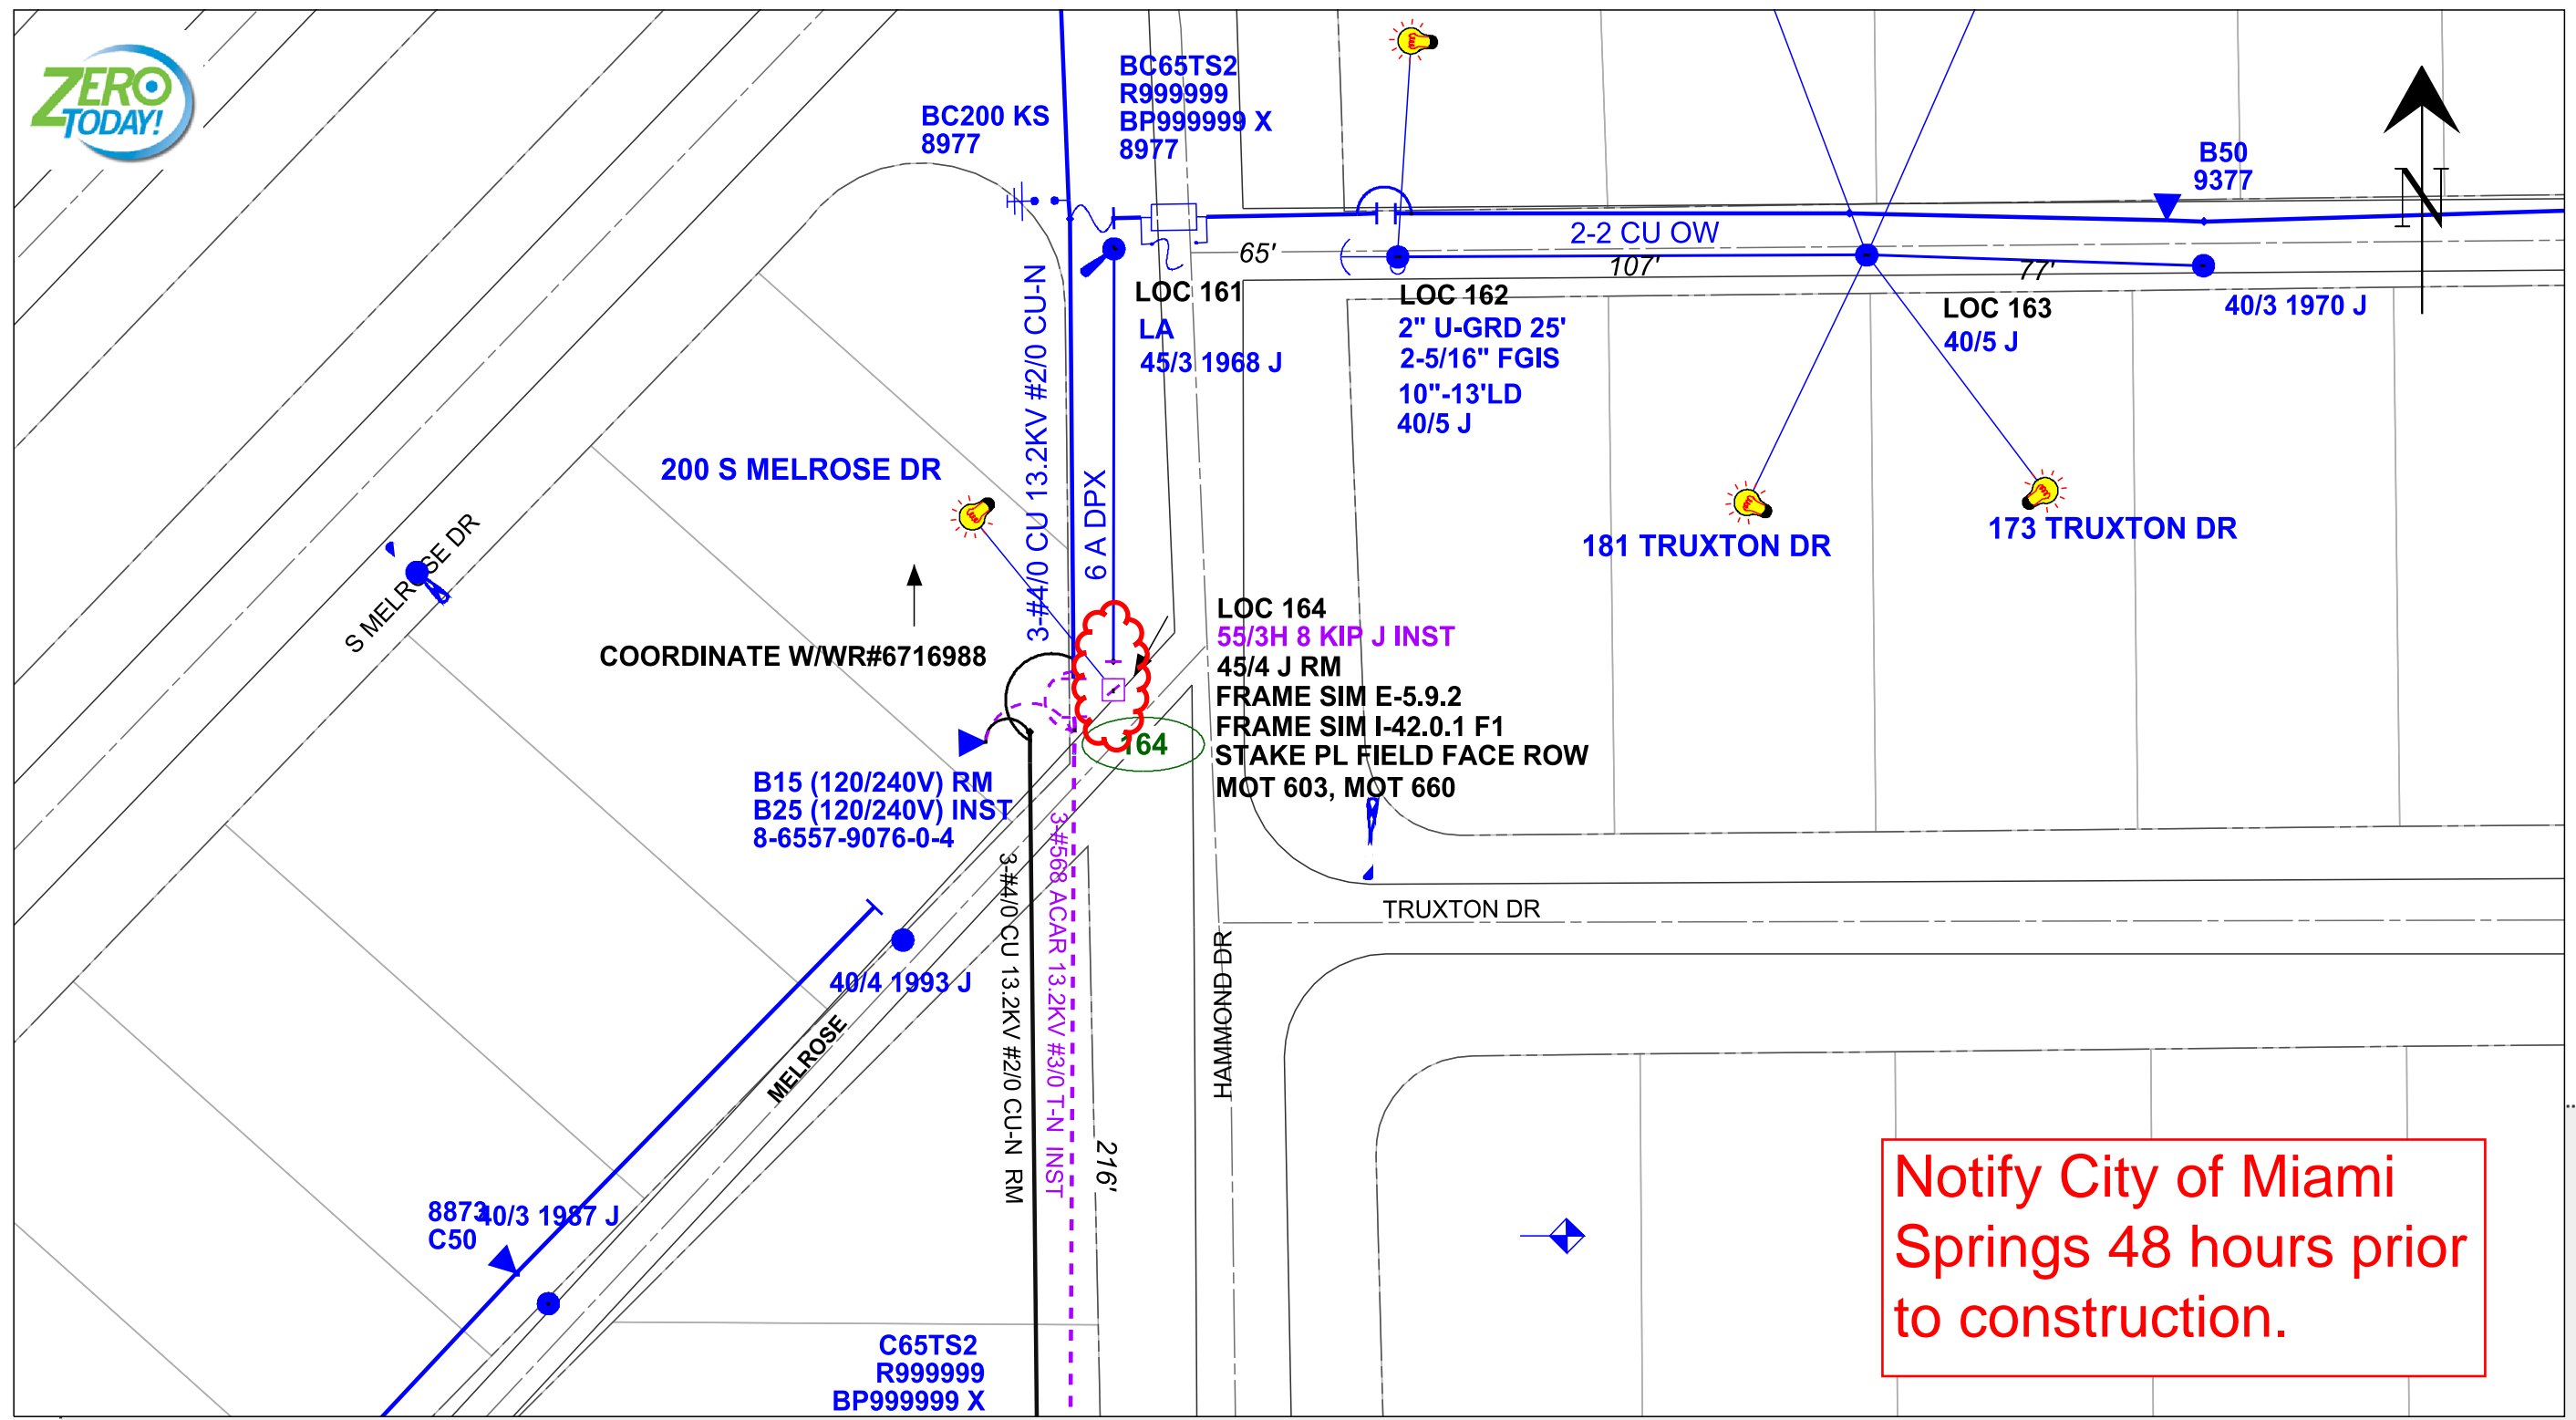 ZERO
TODAY!
BC65TS2
R999999
BP999999 X
8977
BC200 KS
8977
B50
9377
N
2-2 CU OW
65'
107'
77'
LOC 161
LA
45/3 1968 J
LOC 162
2" U-GRD 25'
2-5/16" FGIS
10"-13'LD
40/5 J
LOC 163
40/5 J
40/3 1970 J
3-#4/0 CU 13.2KV #2/0 CU-N
6 A DPX
200 S MELROSE DR
S MELROSE DR
181 TRUXTON DR
173 TRUXTON DR
COORDINATE W/WR#6716988
LOC 164
55/3H 8 KIP J INST
45/4 J RM
FRAME SIM E-5.9.2
FRAME SIM I-42.0.1 F1
STAKE PL FIELD FACE ROW
MOT 603, MOT 660
164
B15 (120/240V) RM
B25 (120/240V) INST
8-6557-9076-0-4
3-#4/0 CU 13.2KV #2/0 CU-N RM
3-#568 ACAR 13.2KV #3/0 T-N INST
216'
HAMMOND DR
TRUXTON DR
40/4 1993 J
MELROSE
8873
C50
40/3 1987 J
C65TS2
R999999
BP999999 X
Notify City of Miami
Springs 48 hours prior
to construction.